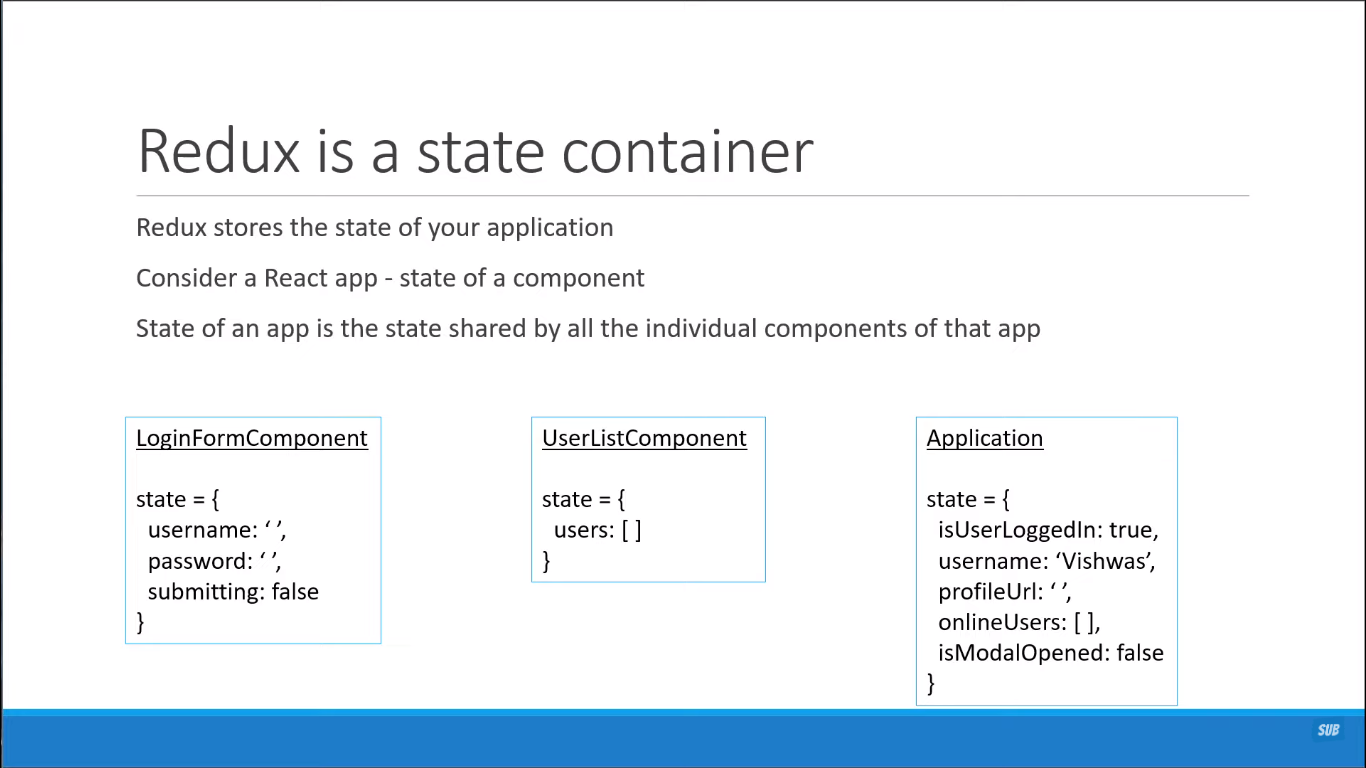 Redux is a state container
Redux stores the state of your application
Consider a React app - state of a component
State of an app is the state shared by all the individual components of that app
LoginFormComponent
state = {
username: ‘ ’,
password: ‘ ’,
submitting: false
}
UserListComponent
state = {
users: [ ]
}
Application
state = {
isUserLoggedIn: true,
username: ‘Vishwas’,
profileUrl: ‘ ’,
onlineUsers: [ ],
isModalOpened: false
}
SUB